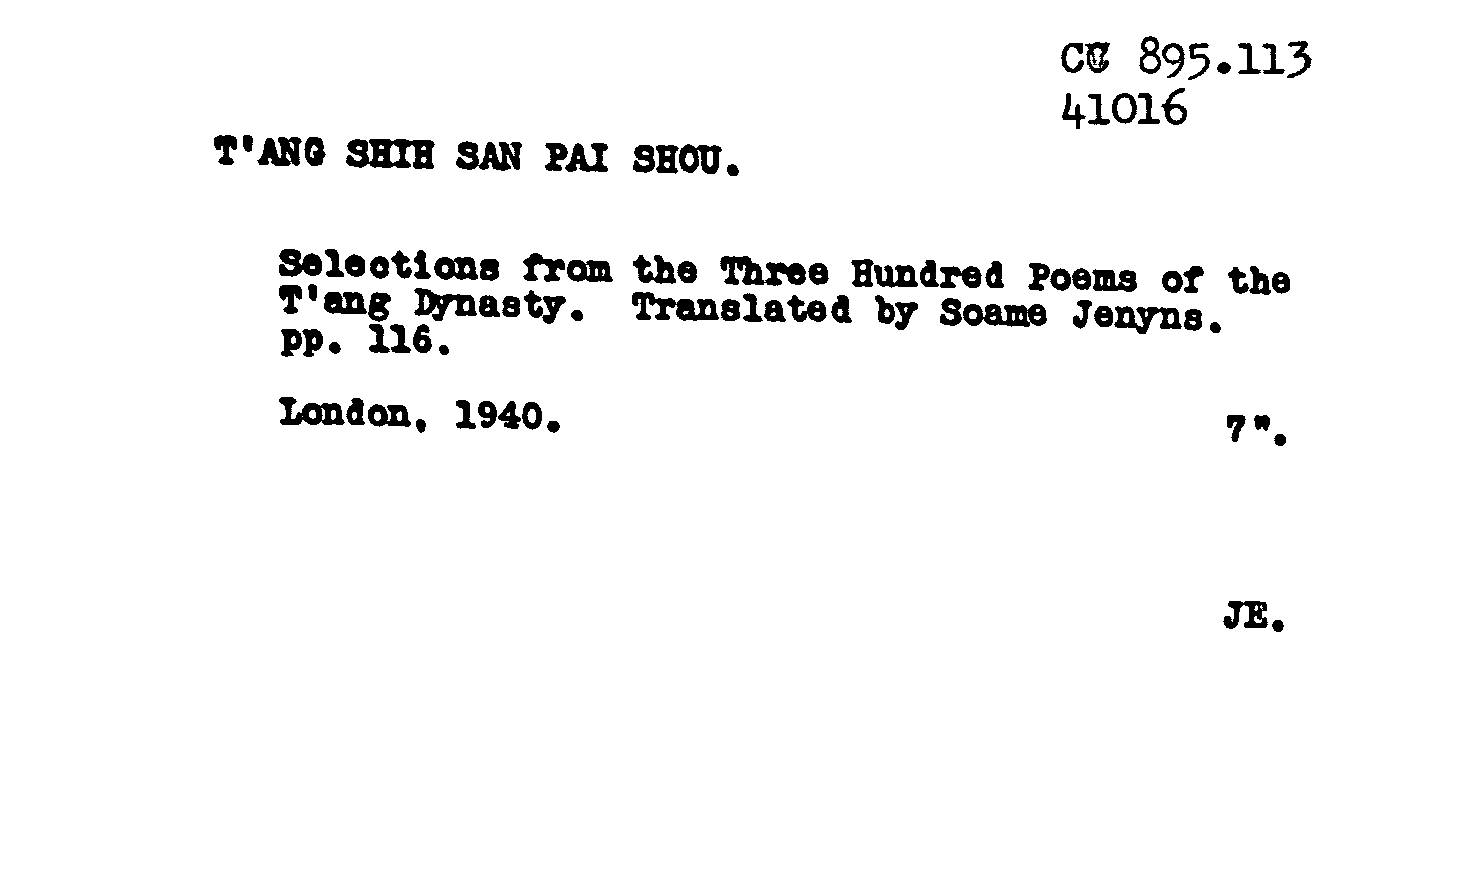 CC 895.113
41016
T'ANG SHIH SAN PAI SHOU.
Selections from the Three Hundred Poems of the
T'ang Dynasty. Translated by Soame Jenyns.
pp. 116.
London, 1940. 7".
JE.